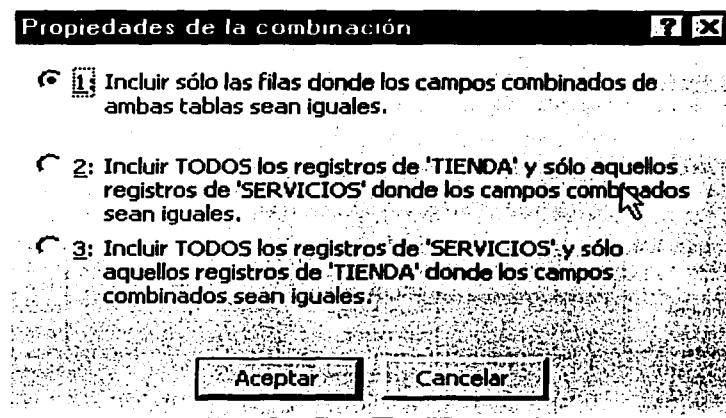 Propiedades de la combinación
1: Incluir sólo las filas donde los campos combinados de
ambas tablas sean iguales.
2: Incluir TODOS los registros de 'TIENDA' y sólo aquellos
registros de 'SERVICIOS' donde los campos combinados
sean iguales.
3: Incluir TODOS los registros de 'SERVICIOS' y sólo
aquellos registros de 'TIENDA' donde los campos
combinados sean iguales.
Aceptar Cancelar